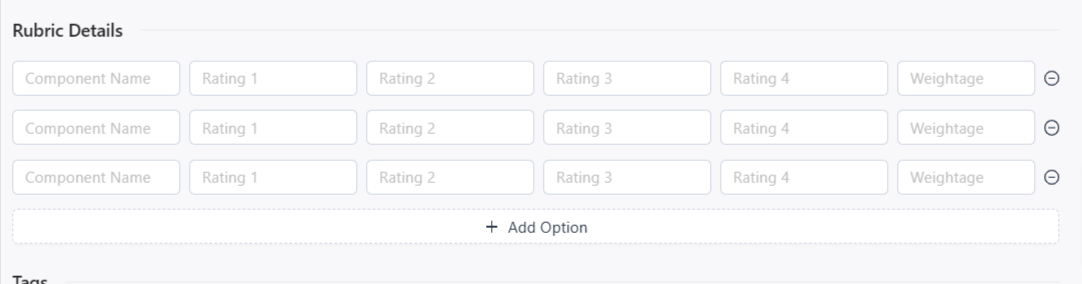 Rubric Details
Component Name Rating 1 Rating 2 Rating 3 Rating 4 Weightage
Component Name Rating 1 Rating 2 Rating 3 Rating 4 Weightage
Component Name Rating 1 Rating 2 Rating 3 Rating 4 Weightage
+ Add Option
Tags